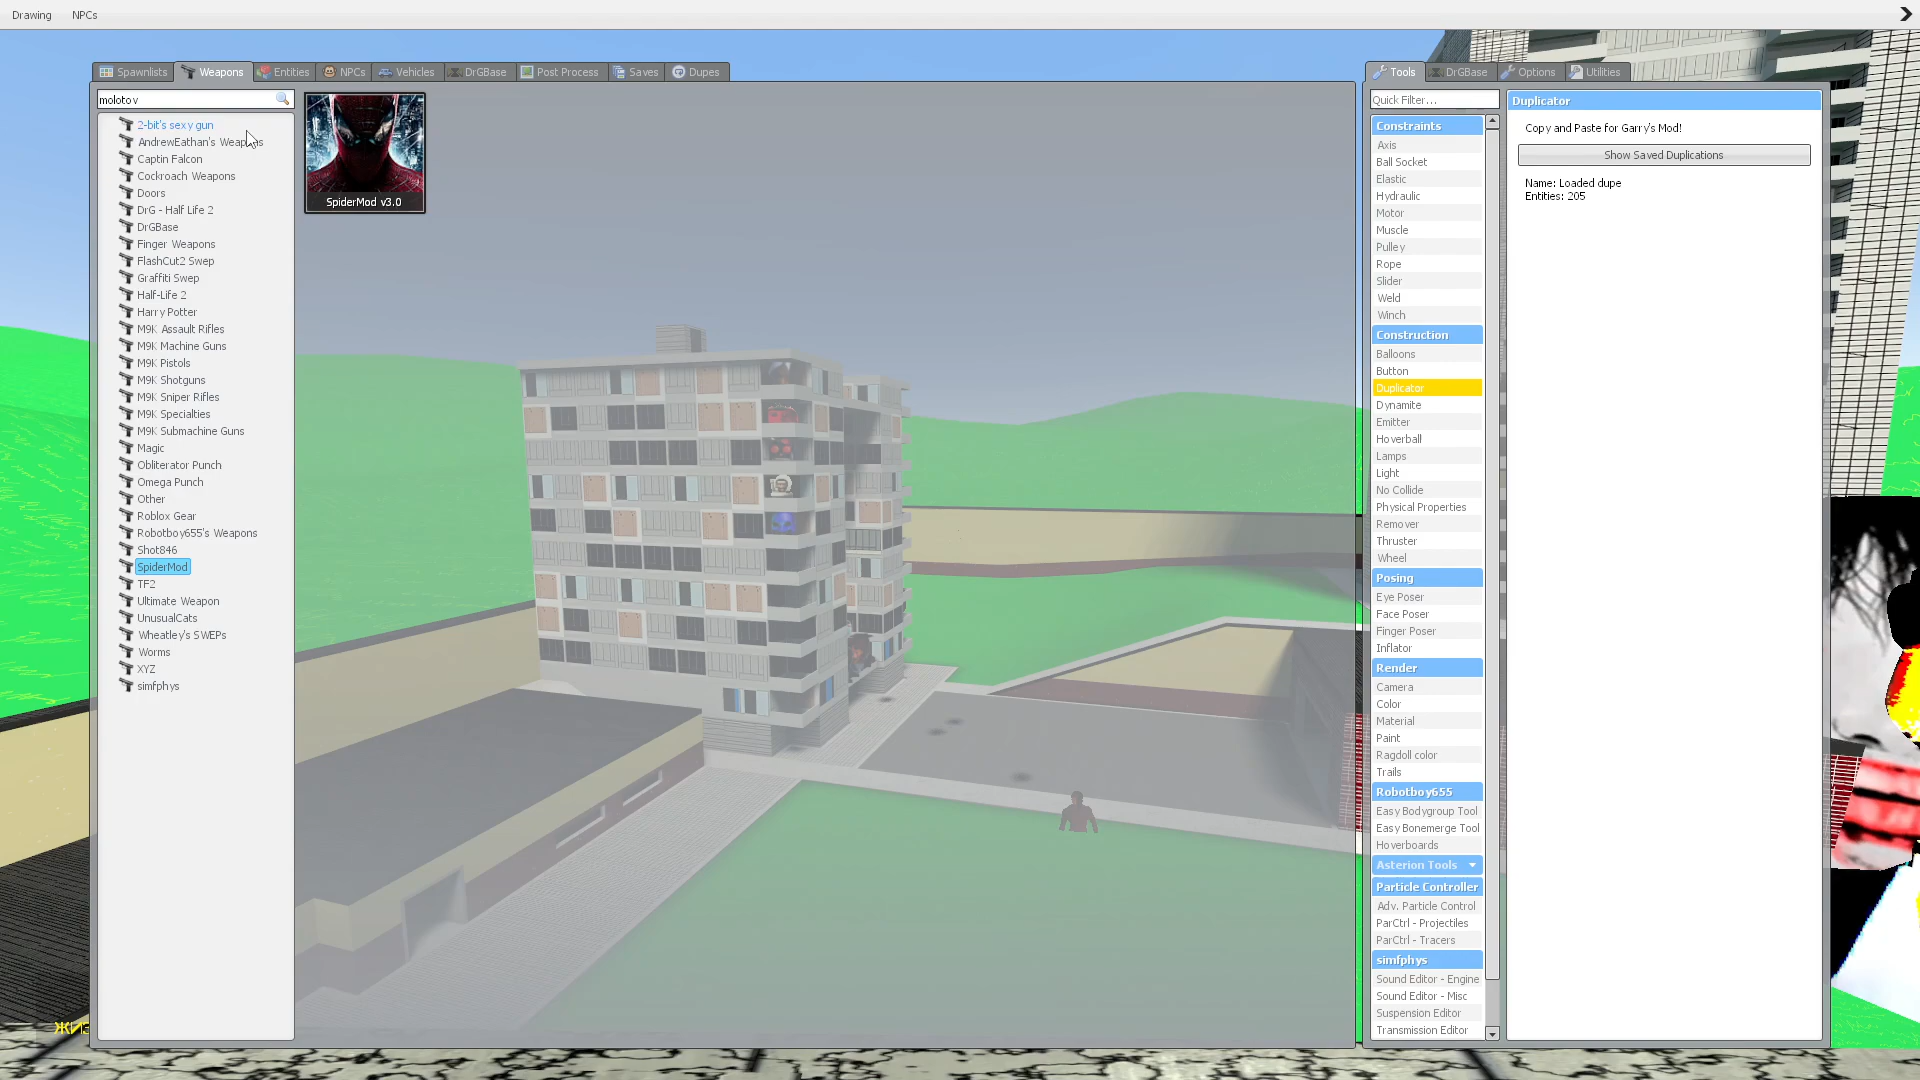 Drawing NPCs
Spawnlists Weapons Entities NPCs Vehicles DrGBase Post Process Saves Dupes
molotov
2-bit's sexy gun
AndrewEathan's Weapons
Captin Falcon
Cockroach Weapons
Doors
DrG - Half Life 2
DrGBase
Finger Weapons
FlashCut2 Swep
Graffiti Swep
Half-Life 2
Harry Potter
M9K Assault Rifles
M9K Machine Guns
M9K Pistols
M9K Shotguns
M9K Sniper Rifles
M9K Specialties
M9K Submachine Guns
Magic
Obliterator Punch
Omega Punch
Other
Roblox Gear
Robotboy655's Weapons
Shot846
SpiderMod
TF2
Ultimate Weapon
UnusualCats
Wheatley's SWEPs
Worms
XYZ
simfphys
SpiderMod v3.0
Tools DrGBase Options Utilities
Quick Filter...
Constraints
Axis
Ball Socket
Elastic
Hydraulic
Motor
Muscle
Pulley
Rope
Slider
Weld
Winch
Construction
Balloons
Button
Duplicator
Dynamite
Emitter
Hoverball
Lamps
Light
No Collide
Physical Properties
Remover
Thruster
Wheel
Posing
Eye Poser
Face Poser
Finger Poser
Inflator
Render
Camera
Color
Material
Paint
Ragdoll color
Trails
Robotboy655
Easy Bodygroup Tool
Easy Bonemerge Tool
Hoverboards
Asterion Tools
Particle Controller
Adv. Particle Control
ParCtrl - Projectiles
ParCtrl - Tracers
simfphys
Sound Editor - Engine
Sound Editor - Misc
Suspension Editor
Transmission Editor
Duplicator
Copy and Paste for Garry's Mod!
Show Saved Duplications
Name: Loaded dupe
Entities: 205